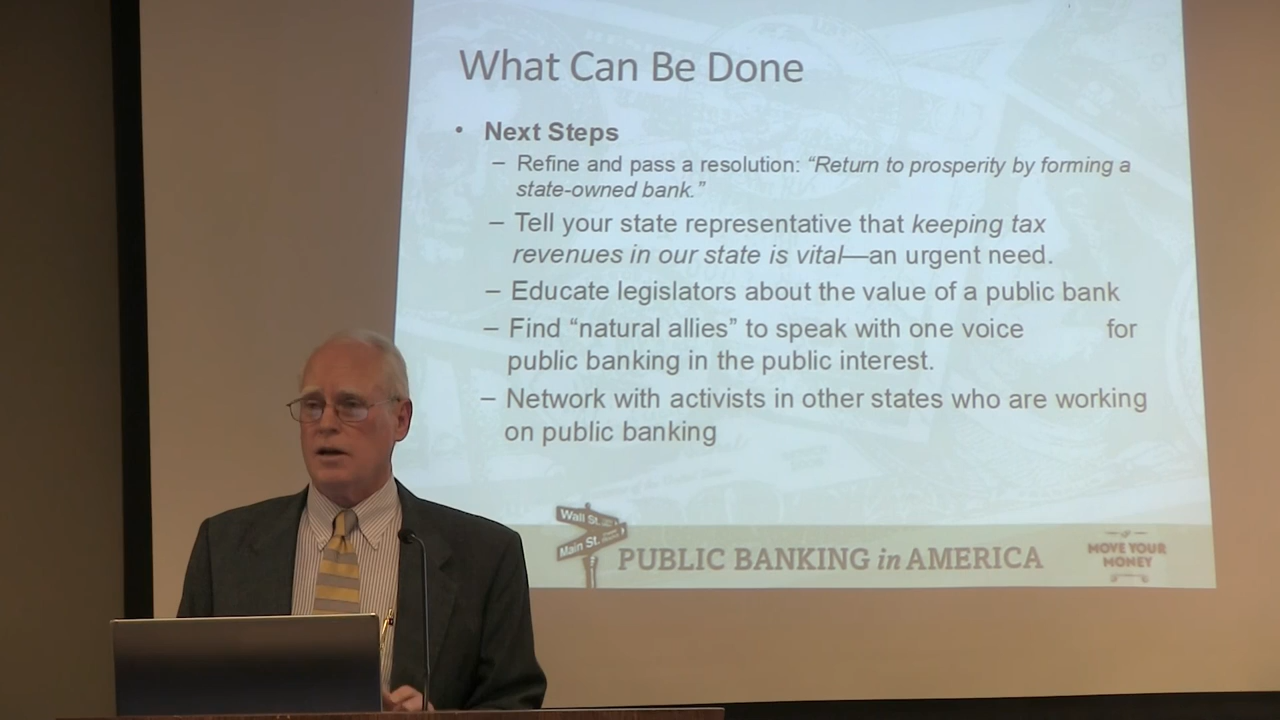 What Can Be Done
• Next Steps
– Refine and pass a resolution: “Return to prosperity by forming a
state-owned bank.”
– Tell your state representative that keeping tax
revenues in our state is vital—an urgent need.
– Educate legislators about the value of a public bank
– Find “natural allies” to speak with one voice for
public banking in the public interest.
– Network with activists in other states who are working
on public banking
Wall St.
Main St.
PUBLIC BANKING in AMERICA
MOVE YOUR
MONEY